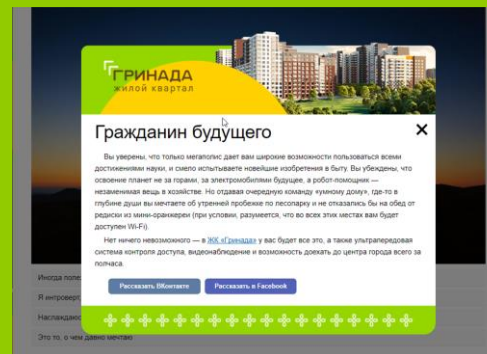 ГРИНАДА
жилой квартал
Гражданин будущего
Вы уверены, что только мегаполис дает вам широкие возможности пользоваться всеми
достижениями науки, и смело испытываете новейшие изобретения в быту. Вы убеждены, что
освоение планет не за горами, за электромобилями будущее, а робот-помощник —
незаменимая вещь в хозяйстве. Но отдавая очередную команду «умному дому», где-то в
глубине души вы мечтаете об утренней пробежке по лесопарку и не отказались бы на обед от
редиски из мини-оранжереи (при условии, разумеется, что во всех этих местах вам будет
доступен Wi-Fi).
Нет ничего невозможного — в ЖК «Гринада» у вас будет все это, а также ультрапередовая
система контроля доступа, видеонаблюдение и возможность доехать до центра города всего за
полчаса.
Рассказать ВКонтакте Рассказать в Facebook
Иногда
Я интроверт
Это то, о чем давно мечтаю